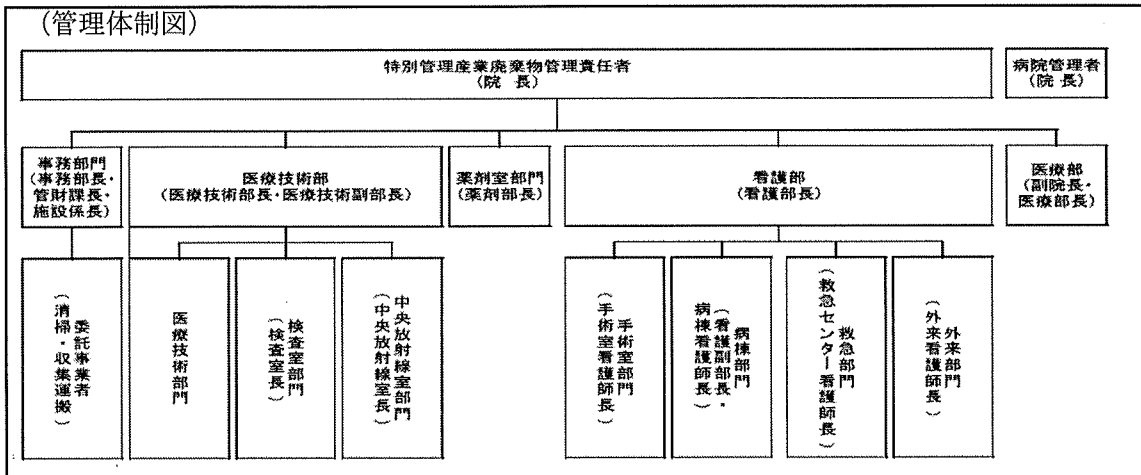 (管理体制図)
特別管理産業廃棄物管理責任者
(院 長)
病院管理者
(院長)
事務部門
(事務部長・
管財課長・
施設係長)
医療技術部
(医療技術部長・医療技術副部長)
薬剤室部門
(薬剤部長)
看護部
(看護部長)
医療部
(副院長・
医療部長)
委託事業者
(清掃・収集運搬)
医療技術部門
検査室部門
(検査室長)
中央放射線室部門
(中央放射線室長)
手術室部門
(手術室看護師長)
病棟部門
(看護副部長・
病棟看護師長)
救急部門
(救急センター看護師長)
外来部門
(外来看護師長)